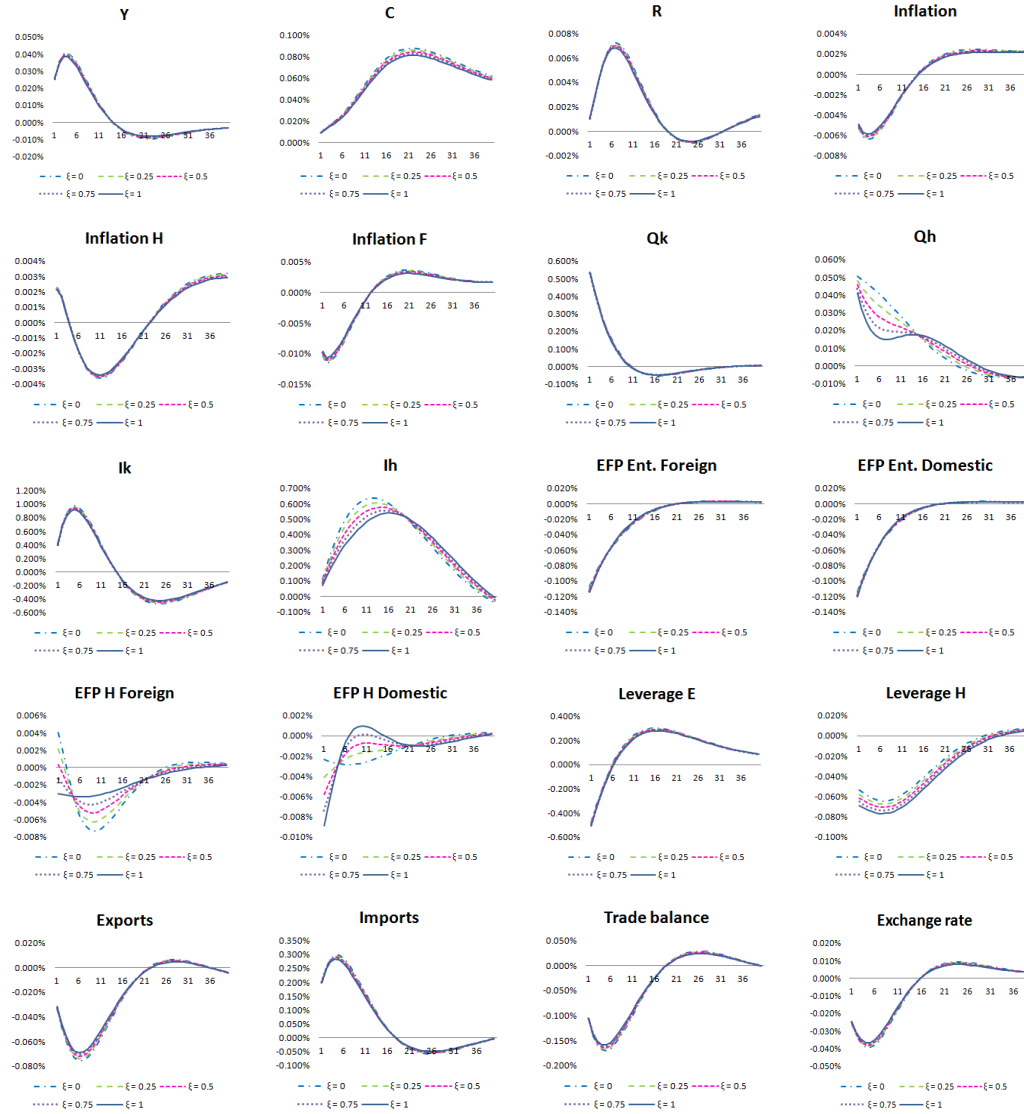 Y
0.050%
0.040%
0.030%
0.020%
0.010%
0.000%
1 6 11 16 21 26 31 36
-0.010%
-0.020%
ξ = 0 ξ = 0.25 ξ = 0.5
ξ = 0.75 ξ = 1
C
0.100%
0.080%
0.060%
0.040%
0.020%
0.000%
1 6 11 16 21 26 31 36
ξ = 0 ξ = 0.25 ξ = 0.5
ξ = 0.75 ξ = 1
R
0.008%
0.006%
0.004%
0.002%
0.000%
1 6 11 16 21 26 31 36
-0.002%
ξ = 0 ξ = 0.25 ξ = 0.5
ξ = 0.75 ξ = 1
Inflation
0.004%
0.002%
0.000%
1 6 11 16 21 26 31 36
-0.002%
-0.004%
-0.006%
-0.008%
ξ = 0 ξ = 0.25 ξ = 0.5
ξ = 0.75 ξ = 1
Inflation H
0.004%
0.003%
0.002%
0.001%
0.000%
1 6 11 16 21 26 31 36
-0.001%
-0.002%
-0.003%
-0.004%
ξ = 0 ξ = 0.25 ξ = 0.5
ξ = 0.75 ξ = 1
Inflation F
0.005%
0.000%
1 6 11 16 21 26 31 36
-0.005%
-0.010%
-0.015%
ξ = 0 ξ = 0.25 ξ = 0.5
ξ = 0.75 ξ = 1
Qk
0.600%
0.500%
0.400%
0.300%
0.200%
0.100%
0.000%
1 6 11 16 21 26 31 36
-0.100%
ξ = 0 ξ = 0.25 ξ = 0.5
ξ = 0.75 ξ = 1
Qh
0.060%
0.050%
0.040%
0.030%
0.020%
0.010%
0.000%
1 6 11 16 21 26 31 36
-0.010%
ξ = 0 ξ = 0.25 ξ = 0.5
ξ = 0.75 ξ = 1
Ik
1.200%
1.000%
0.800%
0.600%
0.400%
0.200%
0.000%
1 6 11 16 21 26 31 36
-0.200%
-0.400%
-0.600%
ξ = 0 ξ = 0.25 ξ = 0.5
ξ = 0.75 ξ = 1
Ih
0.700%
0.600%
0.500%
0.400%
0.300%
0.200%
0.100%
0.000%
1 6 11 16 21 26 31 36
-0.100%
ξ = 0 ξ = 0.25 ξ = 0.5
ξ = 0.75 ξ = 1
EFP Ent. Foreign
0.020%
0.000%
1 6 11 16 21 26 31 36
-0.020%
-0.040%
-0.060%
-0.080%
-0.100%
-0.120%
-0.140%
ξ = 0 ξ = 0.25 ξ = 0.5
ξ = 0.75 ξ = 1
EFP Ent. Domestic
0.020%
0.000%
1 6 11 16 21 26 31 36
-0.020%
-0.040%
-0.060%
-0.080%
-0.100%
-0.120%
-0.140%
ξ = 0 ξ = 0.25 ξ = 0.5
ξ = 0.75 ξ = 1
EFP H Foreign
0.006%
0.004%
0.002%
0.000%
1 6 11 16 21 26 31 36
-0.002%
-0.004%
-0.006%
-0.008%
ξ = 0 ξ = 0.25 ξ = 0.5
ξ = 0.75 ξ = 1
EFP H Domestic
0.002%
0.000%
1 6 11 16 21 26 31 36
-0.002%
-0.004%
-0.006%
-0.008%
-0.010%
ξ = 0 ξ = 0.25 ξ = 0.5
ξ = 0.75 ξ = 1
Leverage E
0.400%
0.200%
0.000%
1 6 11 16 21 26 31 36
-0.200%
-0.400%
-0.600%
ξ = 0 ξ = 0.25 ξ = 0.5
ξ = 0.75 ξ = 1
Leverage H
0.020%
0.000%
1 6 11 16 21 26 31 36
-0.020%
-0.040%
-0.060%
-0.080%
-0.100%
ξ = 0 ξ = 0.25 ξ = 0.5
ξ = 0.75 ξ = 1
Exports
0.020%
0.000%
1 6 11 16 21 26 31 36
-0.020%
-0.040%
-0.060%
-0.080%
ξ = 0 ξ = 0.25 ξ = 0.5
ξ = 0.75 ξ = 1
Imports
0.350%
0.300%
0.250%
0.200%
0.150%
0.100%
0.050%
0.000%
-0.050% 1 6 11 16 21 26 31 36
-0.100%
ξ = 0 ξ = 0.25 ξ = 0.5
ξ = 0.75 ξ = 1
Trade balance
0.050%
0.000%
1 6 11 16 21 26 31 36
-0.050%
-0.100%
-0.150%
-0.200%
ξ = 0 ξ = 0.25 ξ = 0.5
ξ = 0.75 ξ = 1
Exchange rate
0.020%
0.010%
0.000%
1 6 11 16 21 26 31 36
-0.010%
-0.020%
-0.030%
-0.040%
-0.050%
ξ = 0 ξ = 0.25 ξ = 0.5
ξ = 0.75 ξ = 1